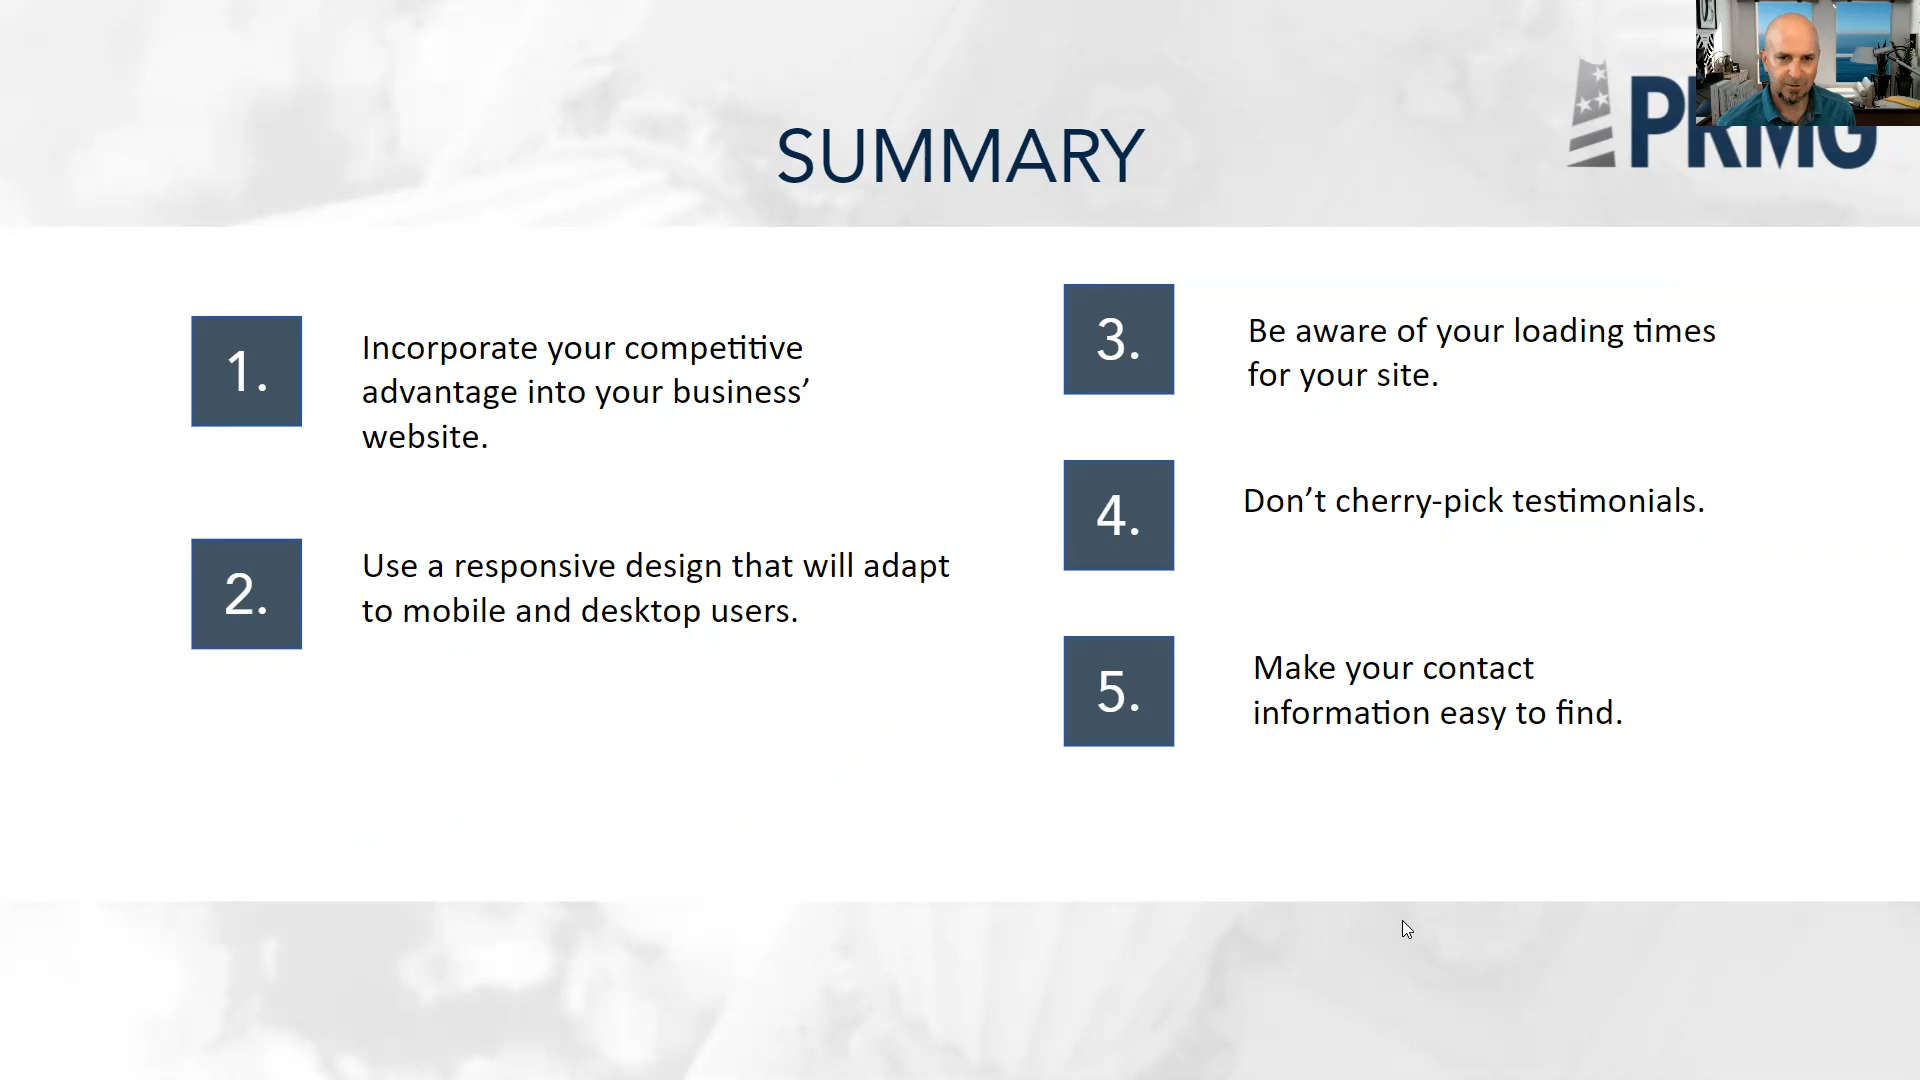 SUMMARY
PRMG
1.
Incorporate your competitive
advantage into your business’
website.
2.
Use a responsive design that will adapt
to mobile and desktop users.
3.
Be aware of your loading times
for your site.
4.
Don’t cherry-pick testimonials.
5.
Make your contact
information easy to find.